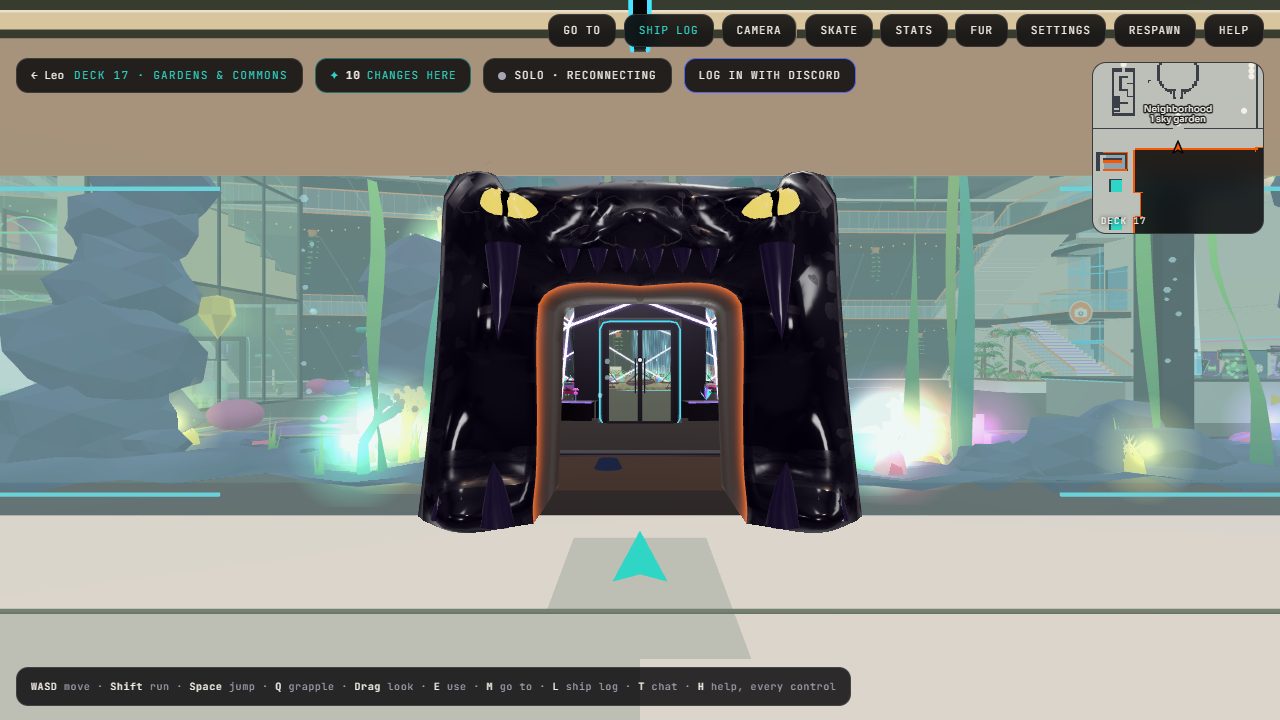 GO TO
SHIP LOG
CAMERA
SKATE
STATS
FUR
SETTINGS
RESPAWN
HELP
← Leo DECK 17 · GARDENS & COMMONS
✦ 10 CHANGES HERE
SOLO · RECONNECTING
LOG IN WITH DISCORD
Neighborhood
1 sky garden
DECK 17
WASD move · Shift run · Space jump · Q grapple · Drag look · E use · M go to · L ship log · T chat · H help, every control